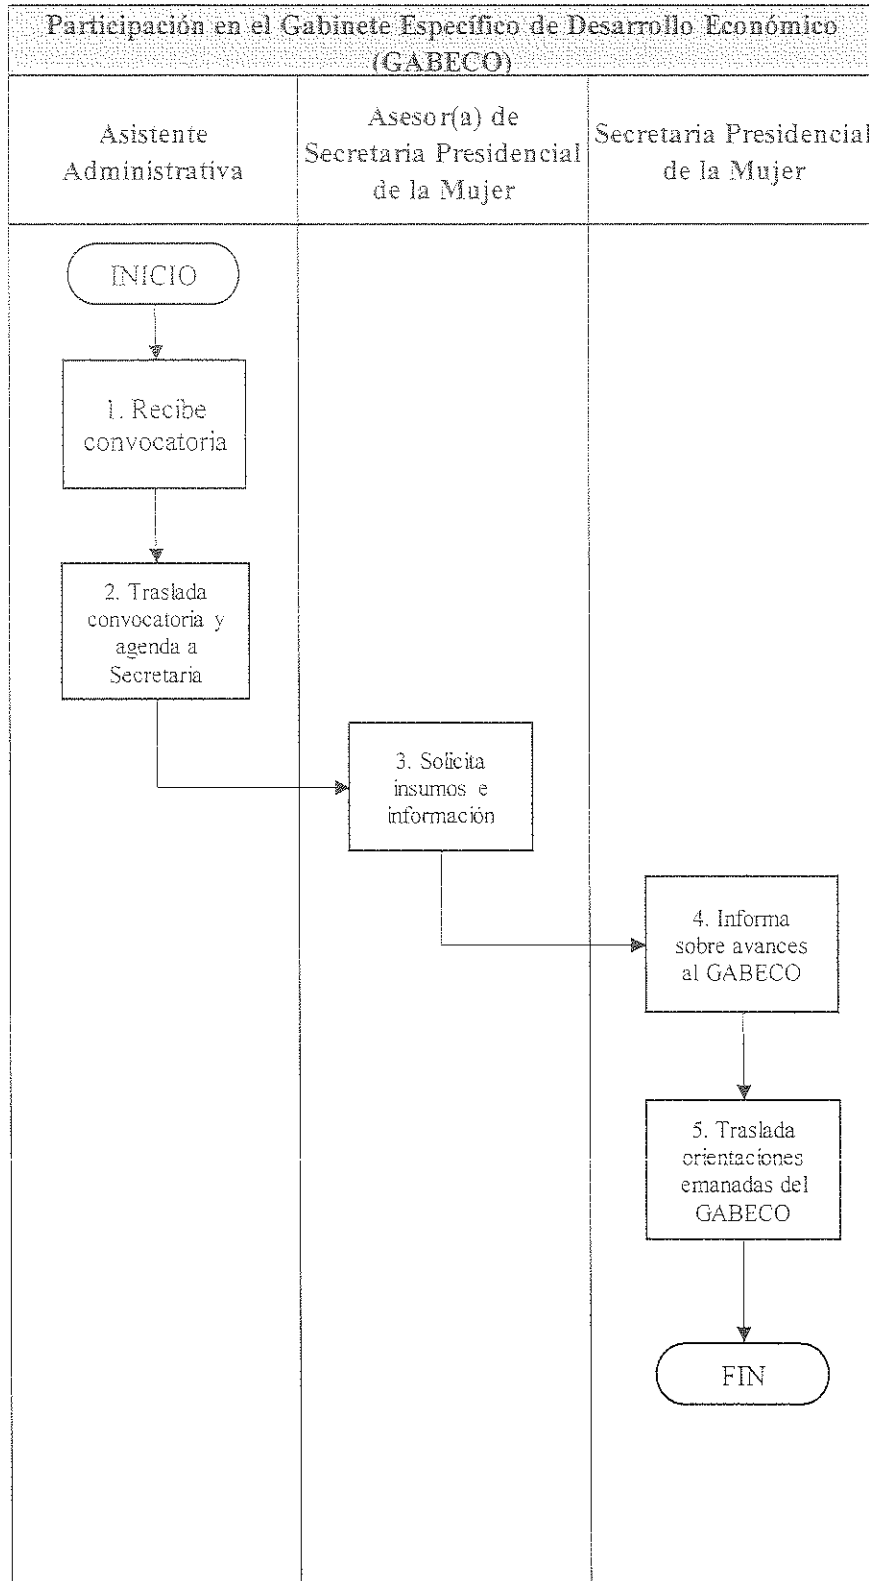 Participación en el Gabinete Específico de Desarrollo Económico
(GABECO)
Asistente
Administrativa
Asesor(a) de
Secretaria Presidencial
de la Mujer
Secretaria Presidencial
de la Mujer
INICIO
1. Recibe
convocatoria
2. Traslada
convocatoria y
agenda a
Secretaria
3. Solicita
insumos e
información
4. Informa
sobre avances
al GABECO
5. Traslada
orientaciones
emanadas del
GABECO
FIN